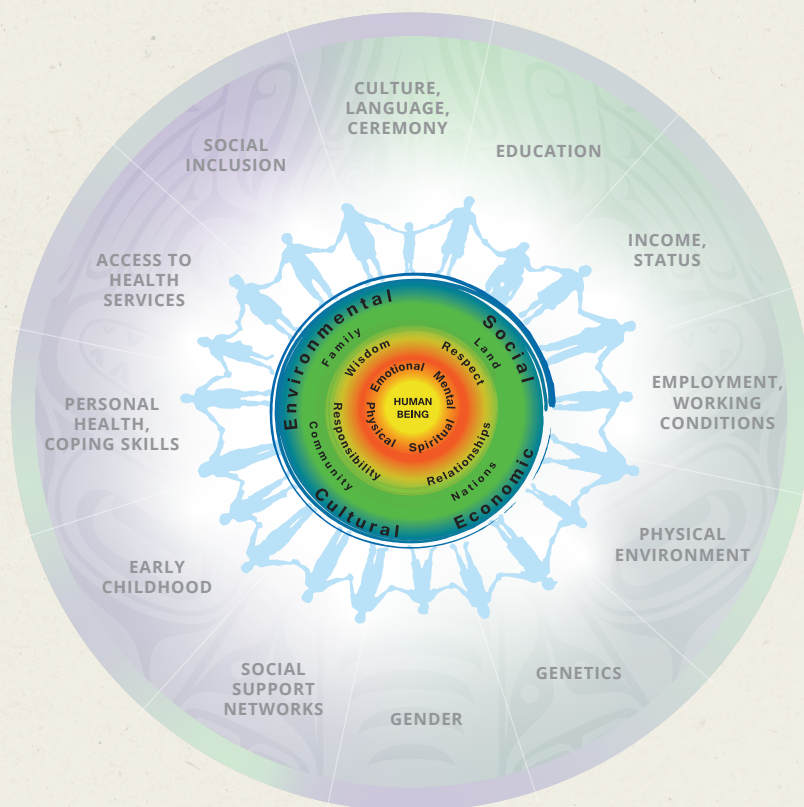 CULTURE,
LANGUAGE,
CEREMONY
EDUCATION
INCOME,
STATUS
EMPLOYMENT,
WORKING
CONDITIONS
PHYSICAL
ENVIRONMENT
GENETICS
GENDER
SOCIAL
SUPPORT
NETWORKS
EARLY
CHILDHOOD
PERSONAL
HEALTH,
COPING SKILLS
ACCESS TO
HEALTH
SERVICES
SOCIAL
INCLUSION
Environmental
Social
Economic
Cultural
Family
Land
Nations
Community
Wisdom
Respect
Relationships
Responsibility
Emotional
Mental
Spiritual
Physical
HUMAN
BEING